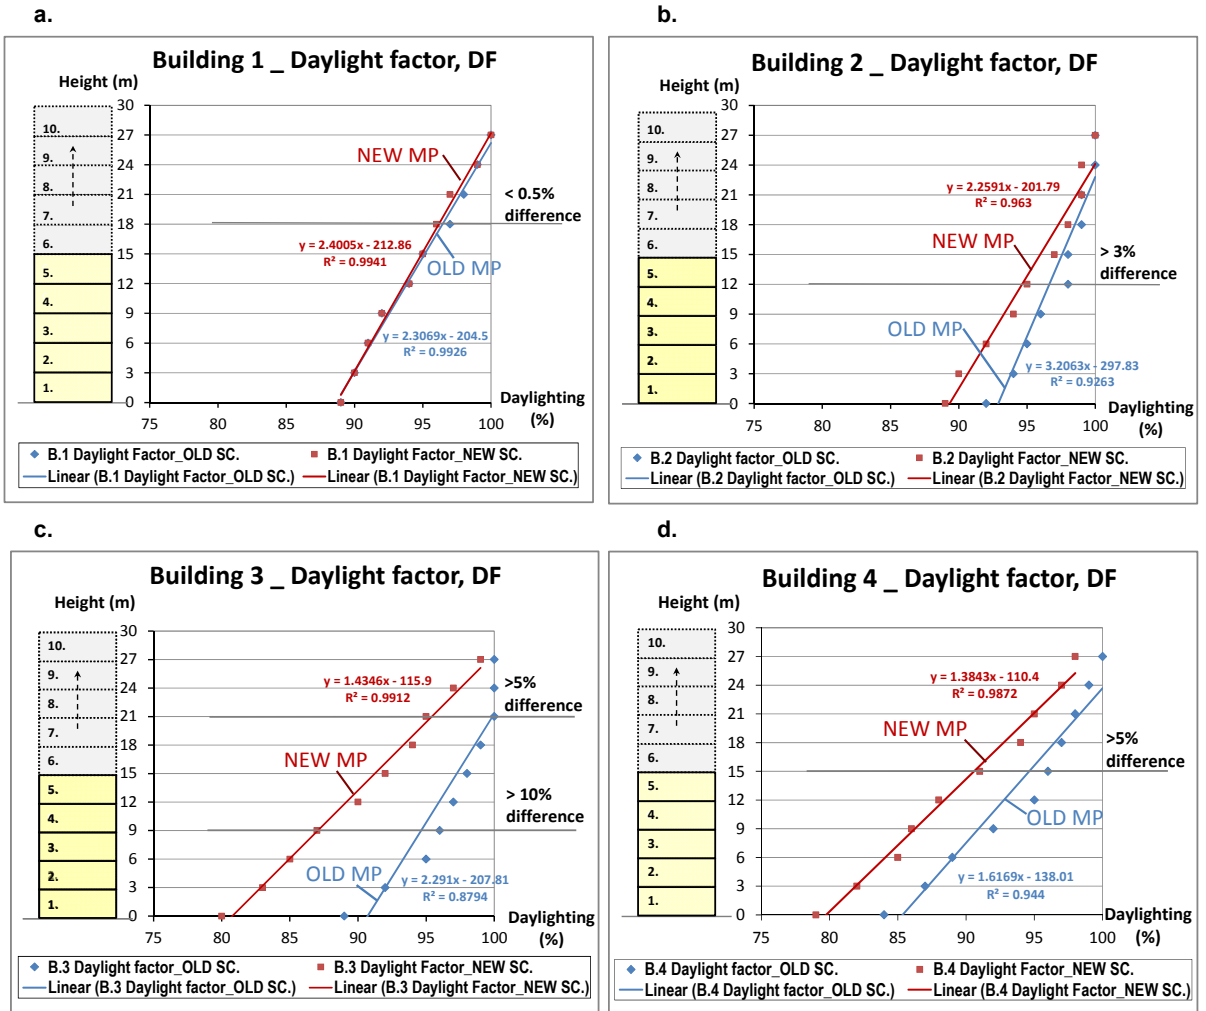 a.
Building 1 _ Daylight factor, DF
Height (m)
30
27
24
21
18
15
12
9
6
3
0
10.
9.
8.
7.
6.
5.
4.
3.
2.
1.
NEW MP
< 0.5%
difference
y = 2.4005x - 212.86
R² = 0.9941
OLD MP
y = 2.3069x - 204.5
R² = 0.9926
75 80 85 90 95 100
Daylighting
(%)
B.1 Daylight Factor_OLD SC.
B.1 Daylight Factor_NEW SC.
Linear (B.1 Daylight Factor_OLD SC.)
Linear (B.1 Daylight Factor_NEW SC.)
b.
Building 2 _ Daylight factor, DF
Height (m)
30
27
24
21
18
15
12
9
6
3
0
10.
9.
8.
7.
6.
5.
4.
3.
2.
1.
y = 2.2591x - 201.79
R² = 0.963
NEW MP
> 3%
difference
OLD MP
y = 3.2063x - 297.83
R² = 0.9263
75 80 85 90 95 100
Daylighting
(%)
B.2 Daylight factor_OLD SC.
B.2 Daylight Factor_NEW SC.
Linear (B.2 Daylight factor_OLD SC.)
Linear (B.2 Daylight Factor_NEW SC.)
c.
Building 3 _ Daylight factor, DF
Height (m)
30
27
24
21
18
15
12
9
6
3
0
10.
9.
8.
7.
6.
5.
4.
3.
2.
1.
y = 1.4346x - 115.9
R² = 0.9912
>5%
difference
NEW MP
> 10%
difference
OLD MP
y = 2.291x - 207.81
R² = 0.8794
75 80 85 90 95 100
Daylighting
(%)
B.3 Daylight factor_OLD SC.
B.3 Daylight Factor_NEW SC.
Linear (B.3 Daylight factor_OLD SC.)
Linear (B.3 Daylight Factor_NEW SC.)
d.
Building 4 _ Daylight factor, DF
Height (m)
30
27
24
21
18
15
12
9
6
3
0
10.
9.
8.
7.
6.
5.
4.
3.
2.
1.
y = 1.3843x - 110.4
R² = 0.9872
NEW MP
>5%
difference
OLD MP
y = 1.6169x - 138.01
R² = 0.944
75 80 85 90 95 100
Daylighting
(%)
B.4 Daylight factor_OLD SC.
B.4 Daylight Factor_NEW SC.
Linear (B.4 Daylight factor_OLD SC.)
Linear (B.4 Daylight Factor_NEW SC.)